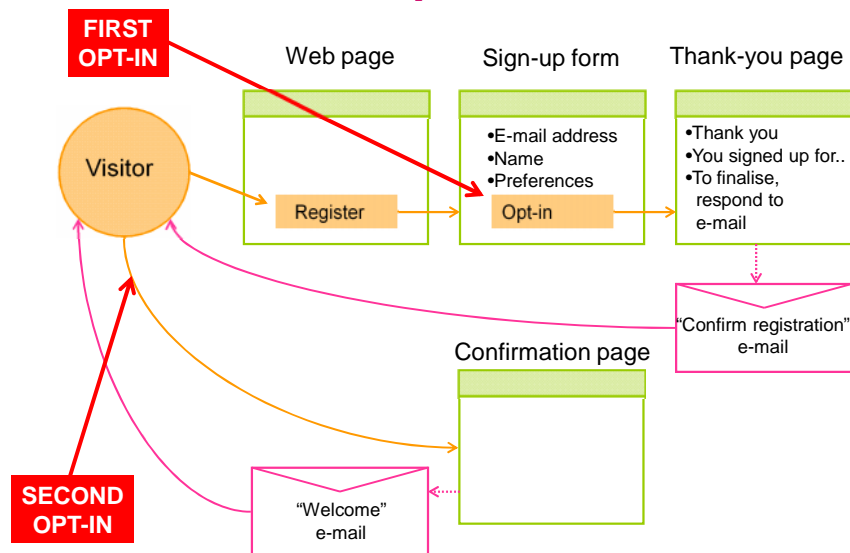 FIRST
OPT-IN
Web page
Sign-up form
Thank-you page
Visitor
Register
•E-mail address
•Name
•Preferences
Opt-in
•Thank you
•You signed up for..
•To finalise,
respond to
e-mail
“Confirm registration”
e-mail
Confirmation page
SECOND
OPT-IN
“Welcome”
e-mail